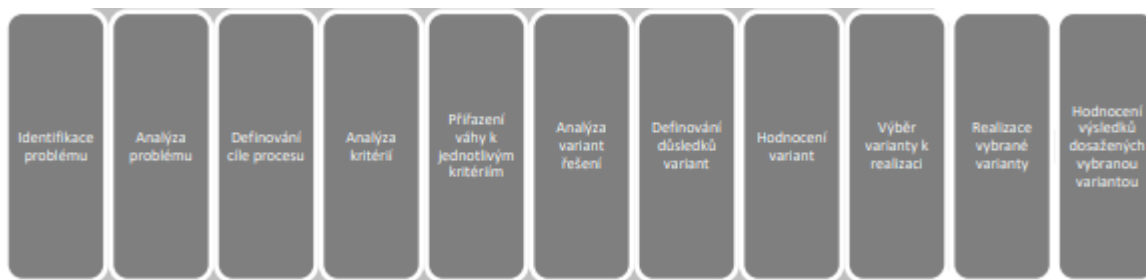 Identifikace
problému
Analýza
problému
Definování
cíle procesu
Analýza
kritérií
Přiřazení
váhy k
jednotlivým
kritériím
Analýza
variant
řešení
Definování
důsledků
variant
Hodnocení
variant
Výběr
varianty k
realizaci
Realizace
vybrané
varianty
Hodnocení
výsledků
dosažených
vybranou
variantou